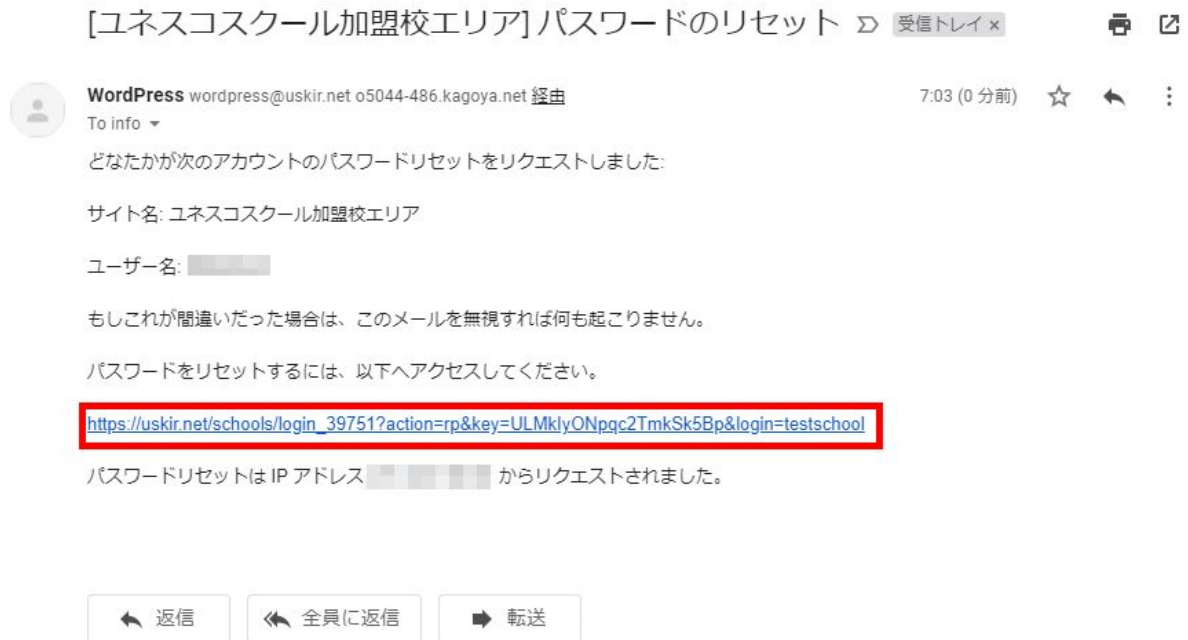 [ユネスコスクール加盟校エリア] パスワードのリセット 受信トレイ ×
WordPress wordpress@uskir.net o5044-486.kagoya.net 経由 7:03 (0 分前)
To info
どなたかが次のアカウントのパスワードリセットをリクエストしました:
サイト名: ユネスコスクール加盟校エリア
ユーザー名:
もしこれが間違いだった場合は、このメールを無視すれば何も起こりません。
パスワードをリセットするには、以下へアクセスしてください。
https://uskir.net/schools/login_39751?action=rp&key=ULMklyONpqc2TmkSk5Bp&login=testschool
パスワードリセットは IP アドレス からリクエストされました。
返信 全員に返信 転送